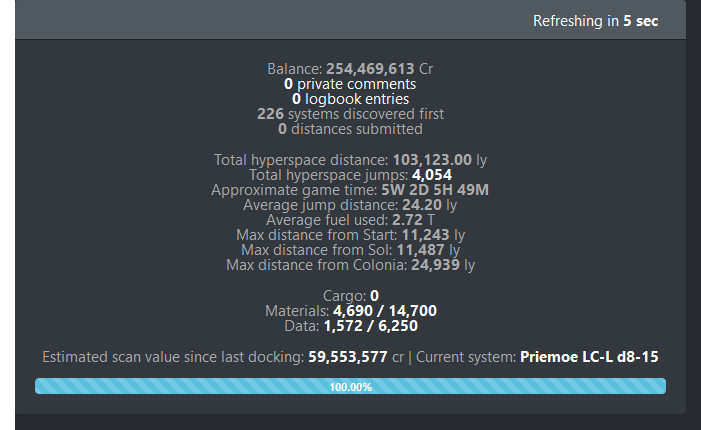 Refreshing in 5 sec
Balance: 254,469,613 Cr
0 private comments
0 logbook entries
226 systems discovered first
0 distances submitted
Total hyperspace distance: 103,123.00 ly
Total hyperspace jumps: 4,054
Approximate game time: 5W 2D 5H 49M
Average jump distance: 24.20 ly
Average fuel used: 2.72 T
Max distance from Start: 11,243 ly
Max distance from Sol: 11,487 ly
Max distance from Colonia: 24,939 ly
Cargo: 0
Materials: 4,690 / 14,700
Data: 1,572 / 6,250
Estimated scan value since last docking: 59,553,577 cr | Current system: Priemoe LC-L d8-15
100.00%